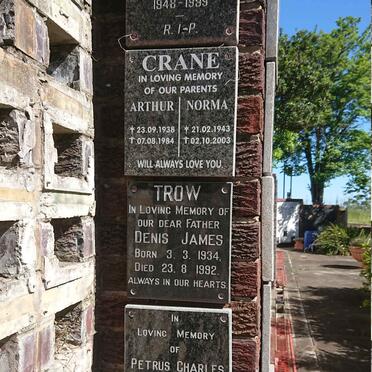 1948-1999
R.I.P.
CRANE
IN LOVING MEMORY
OF OUR PARENTS
ARTHUR NORMA
✝ 23.09.1938 ✝ 21.02.1943
✝ 07.08.1984 ✝ 02.10.2003
WILL ALWAYS LOVE YOU
TROW
IN LOVING MEMORY OF
OUR DEAR FATHER
DENIS JAMES
BORN 3. 3. 1934.
DIED 23. 8. 1992.
ALWAYS IN OUR HEARTS.
IN
LOVING MEMORY
OF
PETRUS CHARLES